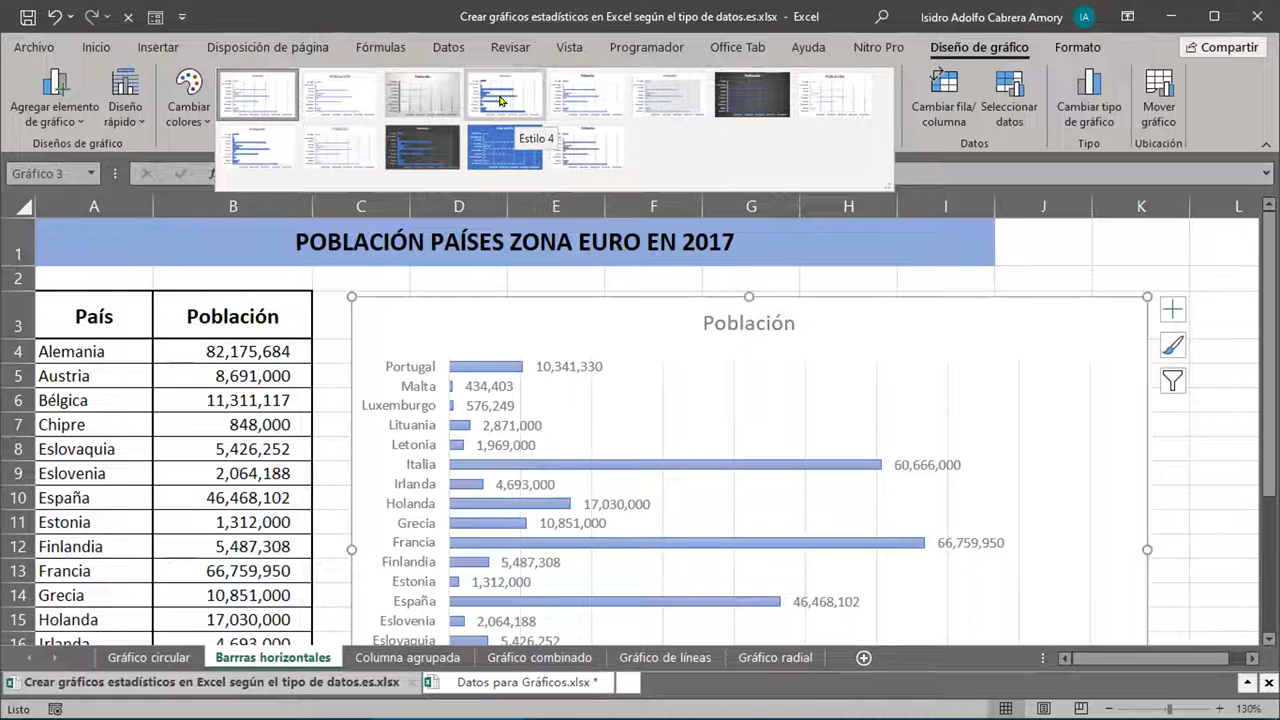 Crear gráficos estadísticos en Excel según el tipo de datos.es.xlsx - Excel
Isidro Adolfo Cabrera Amory
IA
Archivo Inicio Insertar Disposición de página Fórmulas Datos Revisar Vista Programador Office Tab Ayuda Nitro Pro Diseño de gráfico Formato Compartir
Agregar elemento de gráfico
Diseño rápido
Cambiar colores
Cambiar fila/columna
Seleccionar datos
Cambiar tipo de gráfico
Mover gráfico
Diseños de gráfico
Datos
Tipo
Ubicación
Estilo 4
Gráfico 3
A B C D E F G H I J K L
1 POBLACIÓN PAÍSES ZONA EURO EN 2017
2
3 País Población
4 Alemania 82,175,684
5 Austria 8,691,000
6 Bélgica 11,311,117
7 Chipre 848,000
8 Eslovaquia 5,426,252
9 Eslovenia 2,064,188
10 España 46,468,102
11 Estonia 1,312,000
12 Finlandia 5,487,308
13 Francia 66,759,950
14 Grecia 10,851,000
15 Holanda 17,030,000
16 Irlanda 4,693,000
Población
Portugal 10,341,330
Malta 434,403
Luxemburgo 576,249
Lituania 2,871,000
Letonia 1,969,000
Italia 60,666,000
Irlanda 4,693,000
Holanda 17,030,000
Grecia 10,851,000
Francia 66,759,950
Finlandia 5,487,308
Estonia 1,312,000
España 46,468,102
Eslovenia 2,064,188
Eslovaquia 5,426,252
Gráfico circular Barrras horizontales Columna agrupada Gráfico combinado Gráfico de líneas Gráfico radial
Crear gráficos estadísticos en Excel según el tipo de datos.es.xlsx
Datos para Gráficos.xlsx *
Listo
130%